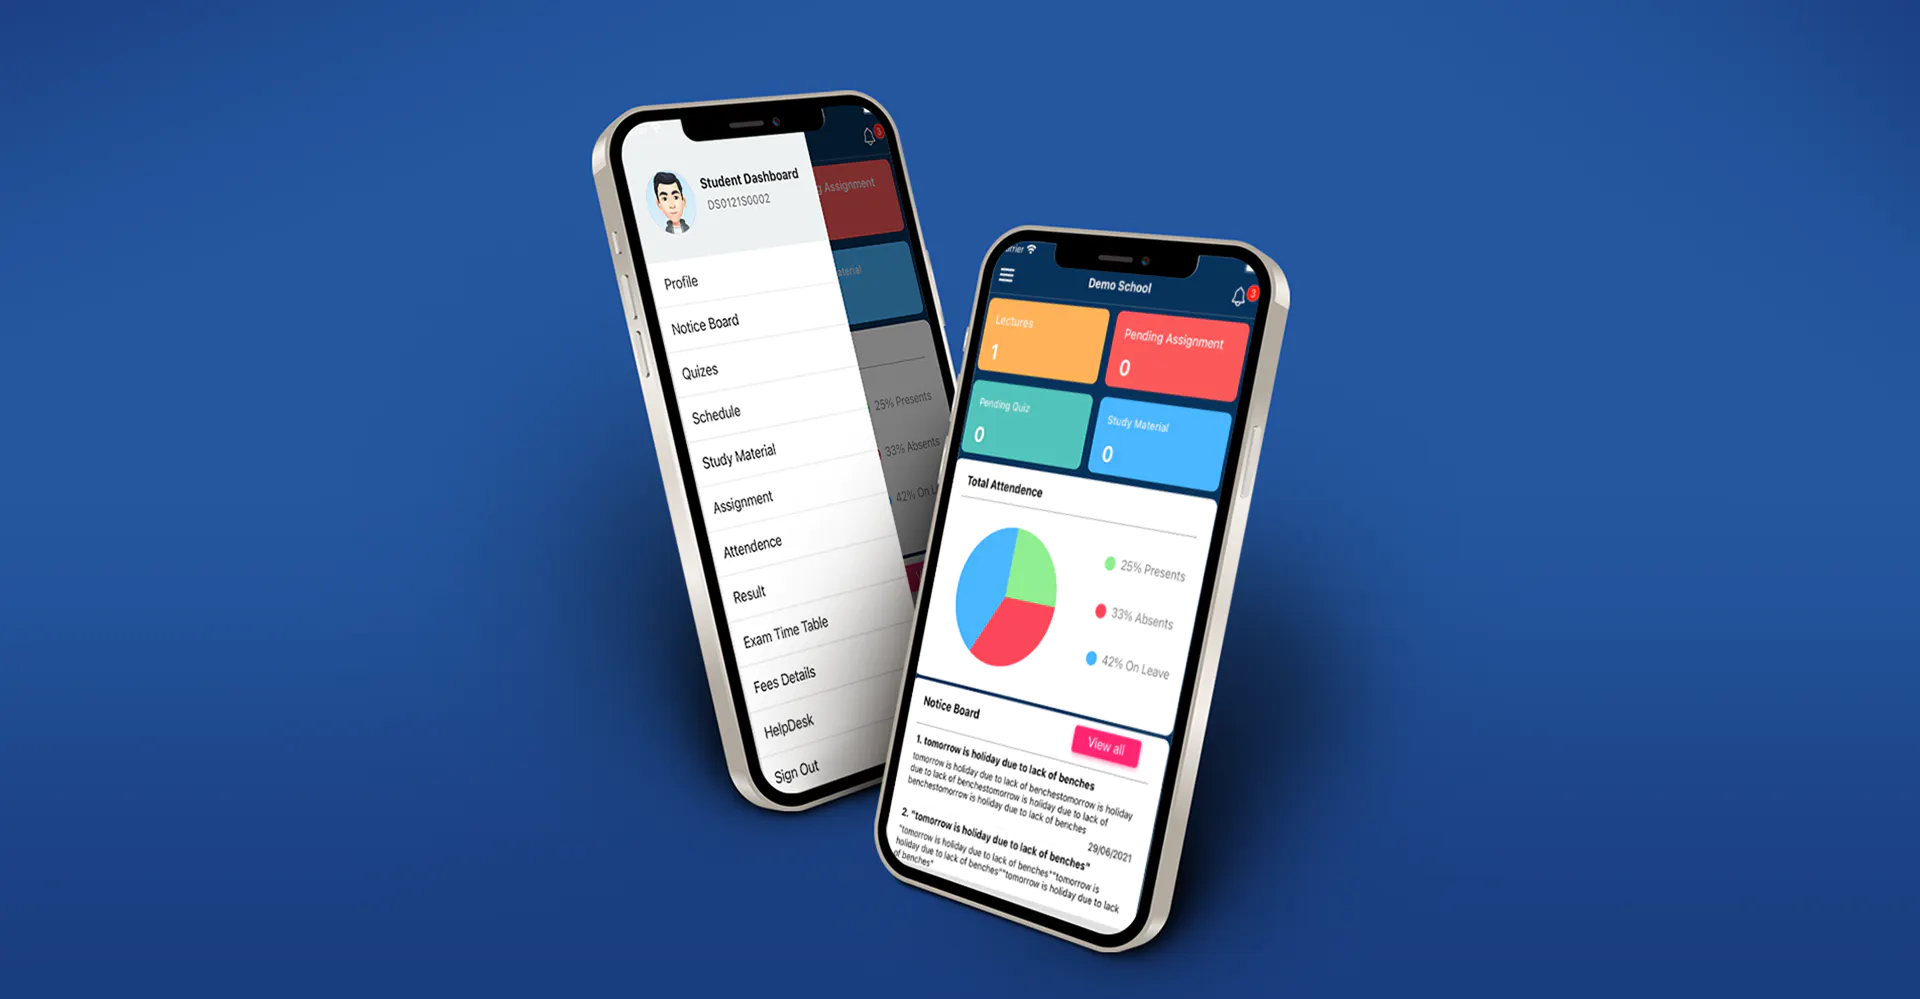 Student Dashboard
DS0121S0002
Profile
Notice Board
Quizes
Schedule
Study Material
Assignment
Attendence
Result
Exam Time Table
Fees Details
HelpDesk
Sign Out
3
Assignment
25% Presents
33% Absents
42% On
Demo School
3
Lectures
1
Pending Assignment
0
Pending Quiz
0
Study Material
0
Total Attendence
25% Presents
33% Absents
42% On Leave
Notice Board
View all
1. tomorrow is holiday due to lack of benches
tomorrow is holiday due to lack of benchestomorrow is holiday
due to lack of benchestomorrow is holiday due to lack of
benchestomorrow is holiday due to lack of benches
2. "tomorrow is holiday due to lack of benches"
29/06/2021
"tomorrow is holiday due to lack of benches""tomorrow is
holiday due to lack of benches""tomorrow is holiday due to lack
of benches"